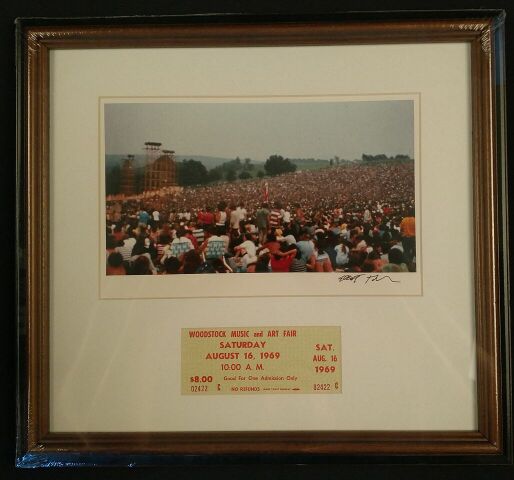 WOODSTOCK MUSIC and ART FAIR
SATURDAY
AUGUST 16, 1969
10:00 A. M.
$8.00 Good For One Admission Only
02422 C NO REFUNDS
SAT.
AUG. 16
1969
02422 C